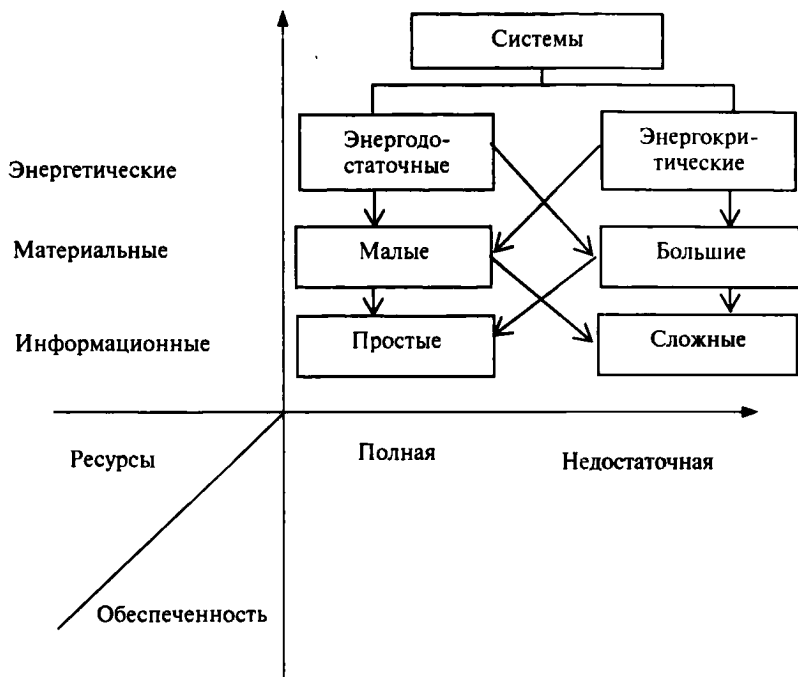 Системы
Энергодо-
статочные
Энергокри-
тические
Энергетические
Материальные
Малые
Большие
Информационные
Простые
Сложные
Ресурсы
Полная
Недостаточная
Обеспеченность